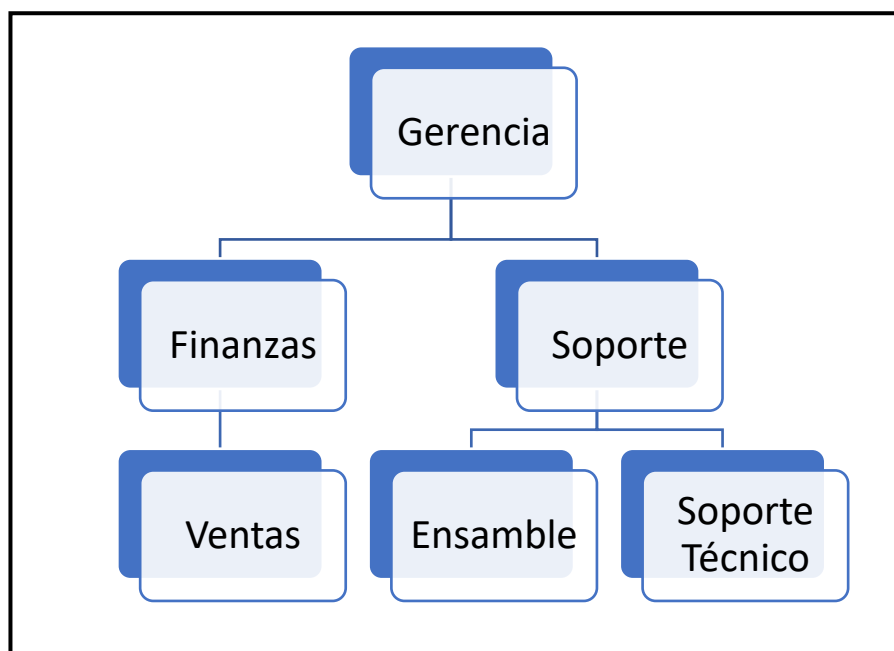 Gerencia
Finanzas
Soporte
Ventas
Ensamble
Soporte
Técnico